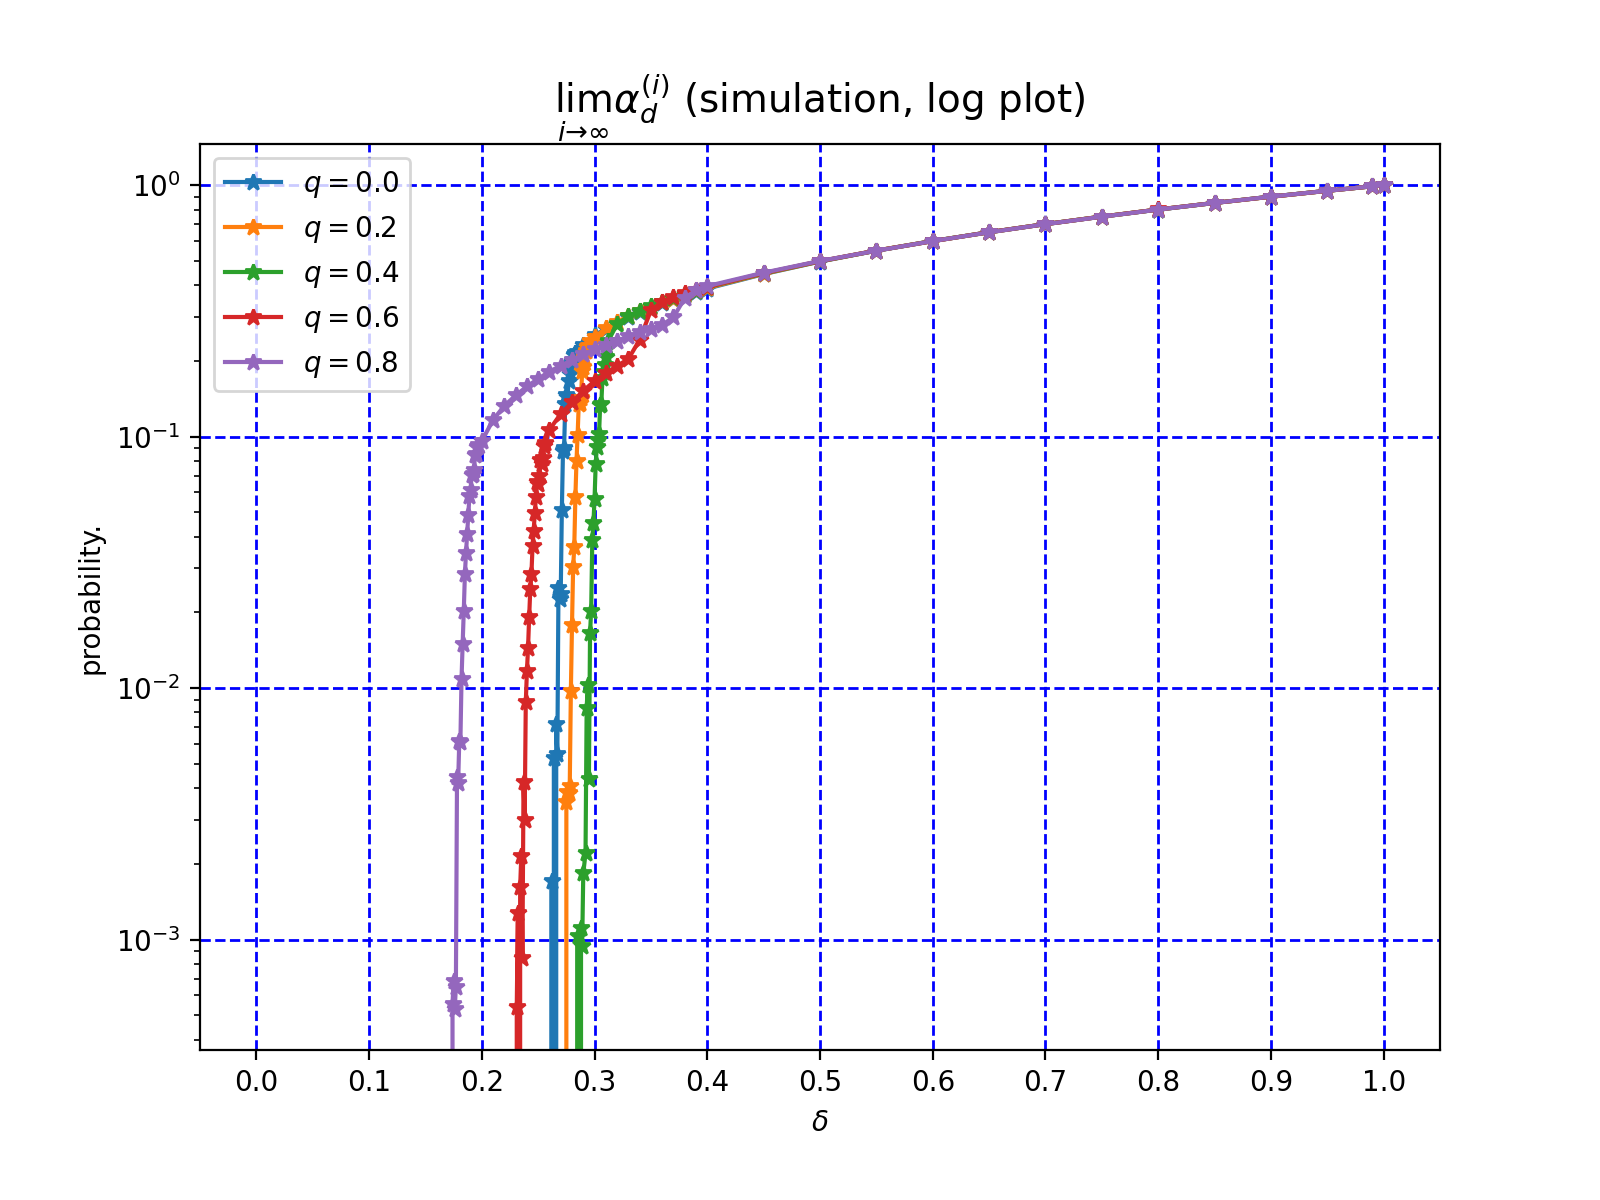 lim α_d^(i) (simulation, log plot)
i→∞
q = 0.0
q = 0.2
q = 0.4
q = 0.6
q = 0.8
10^0
10^−1
10^−2
10^−3
probability.
0.0 0.1 0.2 0.3 0.4 0.5 0.6 0.7 0.8 0.9 1.0
δ